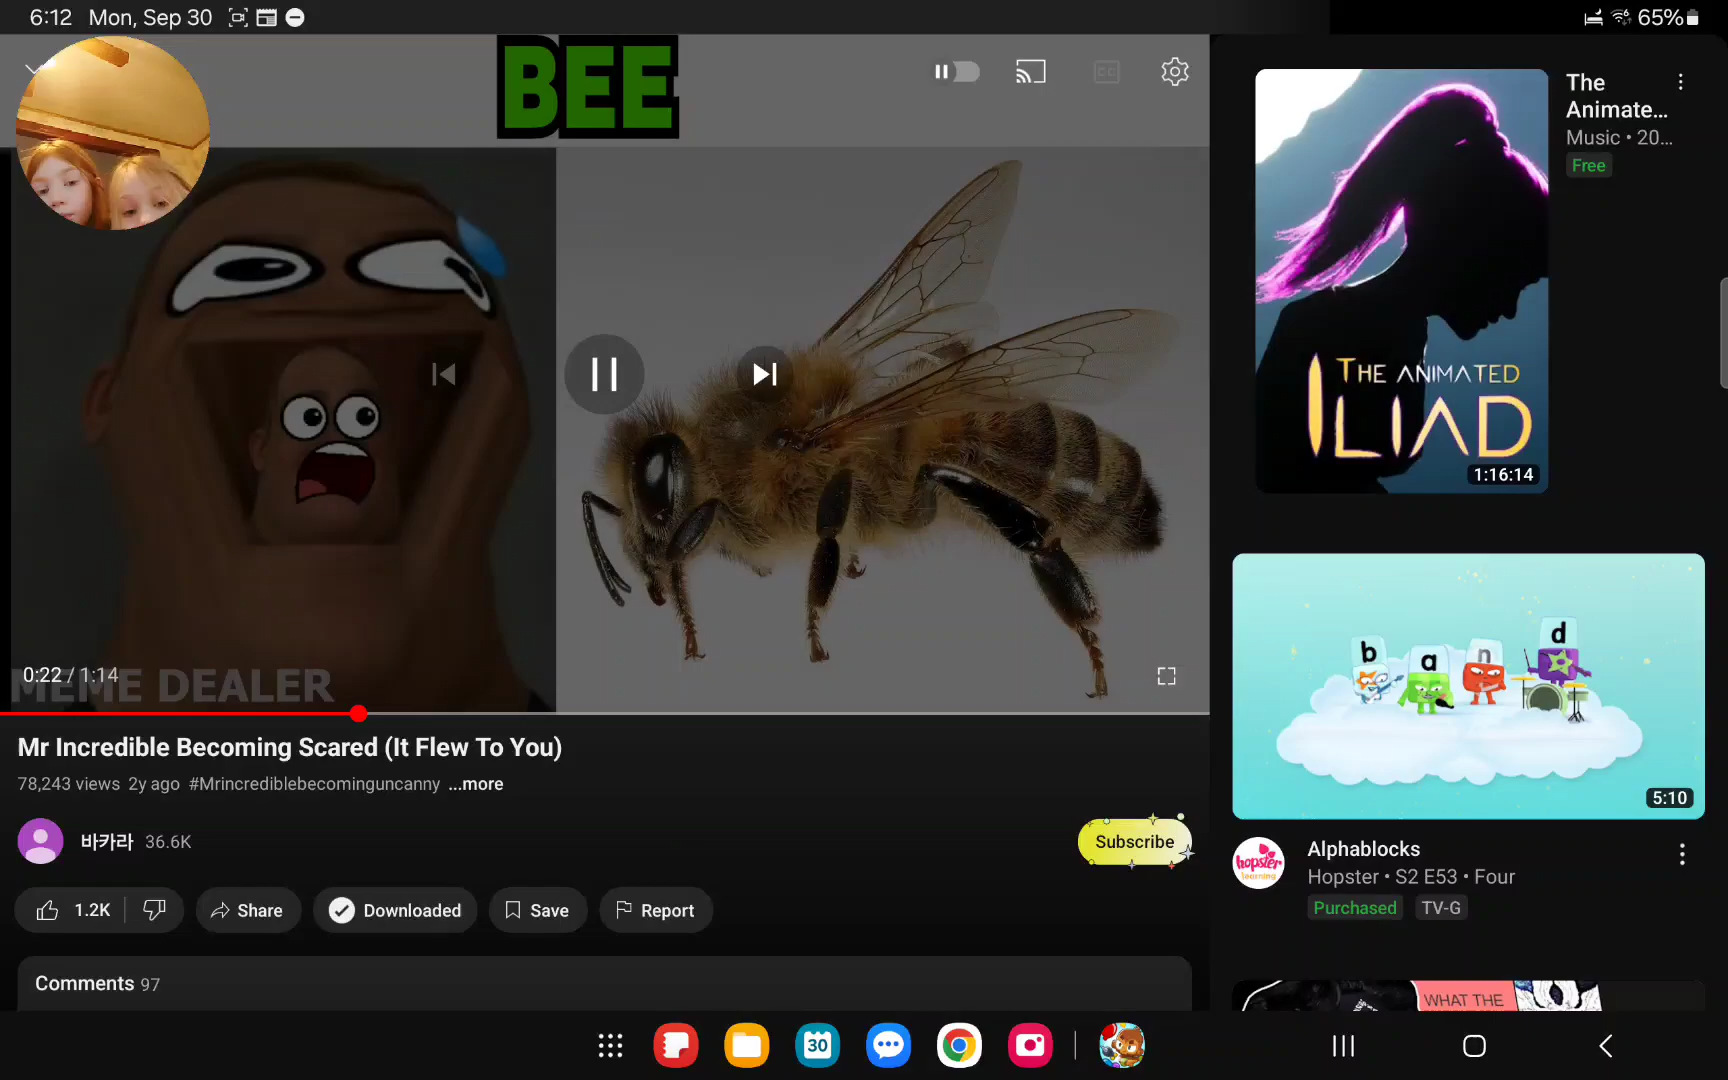 6:12 Mon, Sep 30
65%
BEE
CC
MEME DEALER
0:22 / 1:14
Mr Incredible Becoming Scared (It Flew To You)
78,243 views 2y ago #Mrincrediblebecominguncanny ...more
바카라 36.6K
Subscribe
1.2K
Share
Downloaded
Save
Report
Comments 97
The
Animate...
Music • 20...
Free
THE ANIMATED
ILIAD
1:16:14
b a n d
5:10
hopster
learning
Alphablocks
Hopster • S2 E53 • Four
Purchased
TV-G
WHAT THE
30